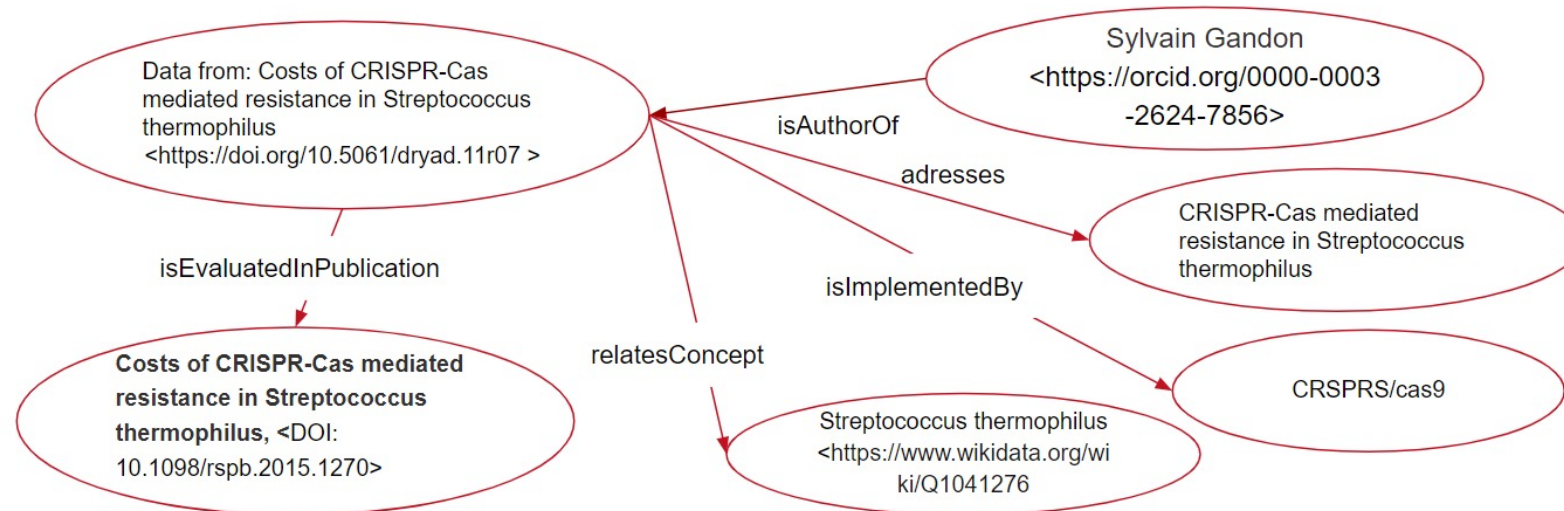 Data from: Costs of CRISPR-Cas
mediated resistance in Streptococcus
thermophilus
<https://doi.org/10.5061/dryad.11r07 >
Sylvain Gandon
<https://orcid.org/0000-0003
-2624-7856>
isAuthorOf
adresses
CRISPR-Cas mediated
resistance in Streptococcus
thermophilus
isEvaluatedInPublication
isImplementedBy
relatesConcept
Costs of CRISPR-Cas mediated
resistance in Streptococcus
thermophilus, <DOI:
10.1098/rspb.2015.1270>
CRSPRS/cas9
Streptococcus thermophilus
<https://www.wikidata.org/wi
ki/Q1041276